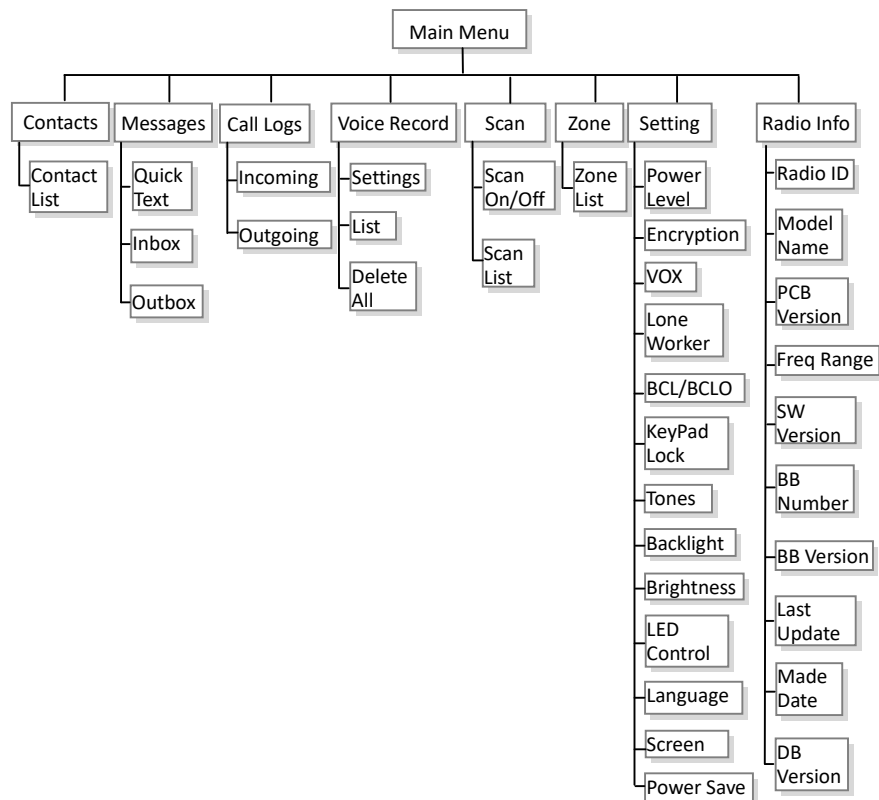 Main Menu
Contacts
Contact
List
Messages
Quick
Text
Inbox
Outbox
Call Logs
Incoming
Outgoing
Voice Record
Settings
List
Delete
All
Scan
Scan
On/Off
Scan
List
Zone
Zone
List
Setting
Power
Level
Encryption
VOX
Lone
Worker
BCL/BCLO
KeyPad
Lock
Tones
Backlight
Brightness
LED
Control
Language
Screen
Power Save
Radio Info
Radio ID
Model
Name
PCB
Version
Freq Range
SW
Version
BB
Number
BB Version
Last
Update
Made
Date
DB
Version